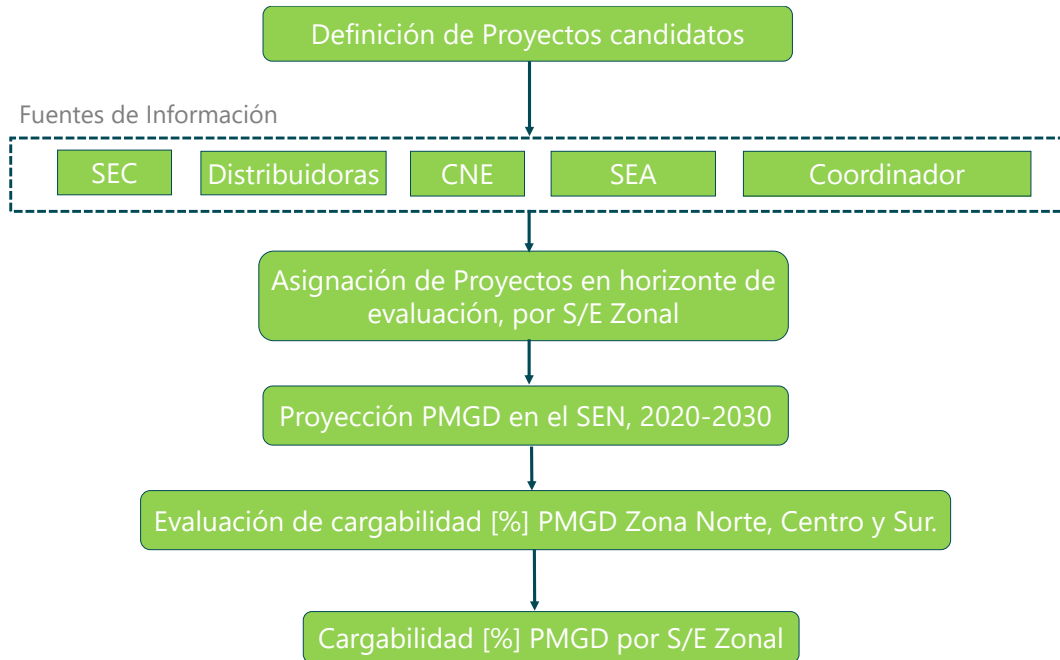 Definición de Proyectos candidatos
Fuentes de Información
SEC
Distribuidoras
CNE
SEA
Coordinador
Asignación de Proyectos en horizonte de
evaluación, por S/E Zonal
Proyección PMGD en el SEN, 2020-2030
Evaluación de cargabilidad [%] PMGD Zona Norte, Centro y Sur.
Cargabilidad [%] PMGD por S/E Zonal